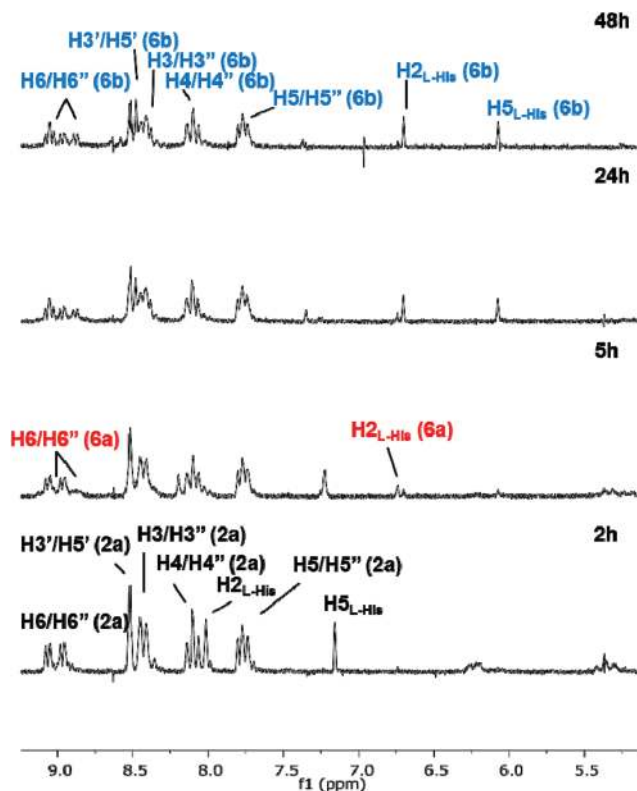 48h
H3'/H5' (6b)
H3/H3'' (6b)
H6/H6'' (6b)
H4/H4'' (6b)
H2L-His (6b)
H5/H5'' (6b)
H5L-His (6b)
24h
5h
H6/H6'' (6a)
H2L-His (6a)
2h
H3'/H5' (2a)
H3/H3'' (2a)
H4/H4'' (2a)
H5/H5'' (2a)
H2L-His
H5L-His
H6/H6'' (2a)
9.0 8.5 8.0 7.5 7.0 6.5 6.0 5.5
f1 (ppm)